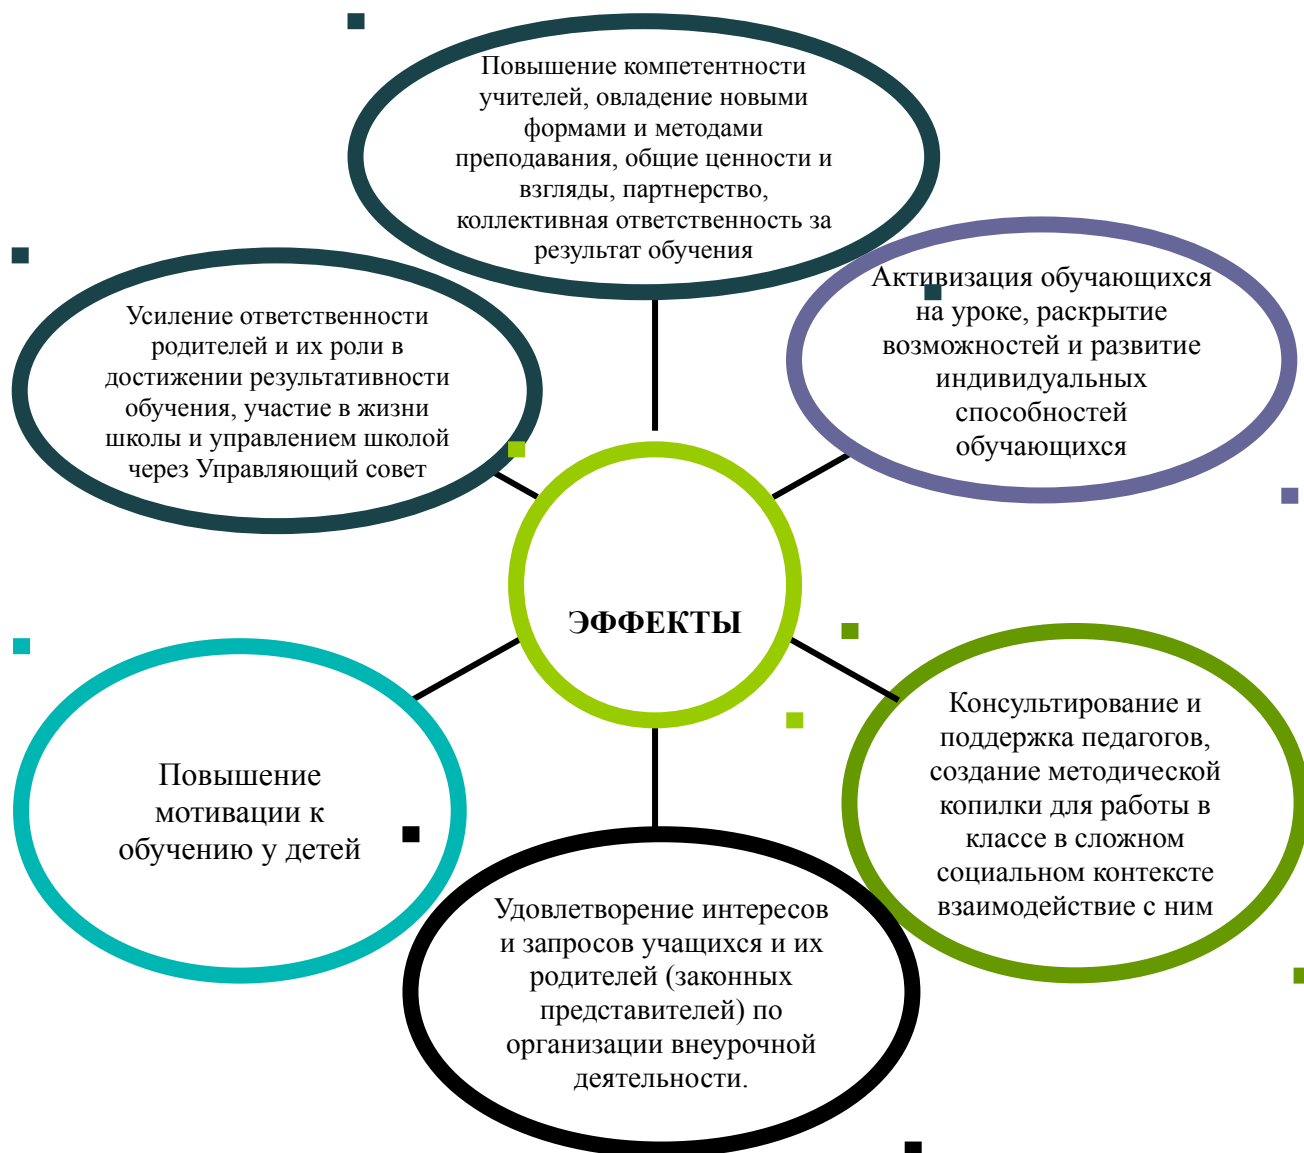 Повышение компетентности
учителей, овладение новыми
формами и методами
преподавания, общие ценности и
взгляды, партнерство,
коллективная ответственность за
результат обучения
Активизация обучающихся
на уроке, раскрытие
возможностей и развитие
индивидуальных
способностей
обучающихся
Усиление ответственности
родителей и их роли в
достижении результативности
обучения, участие в жизни
школы и управлением школой
через Управляющий совет
ЭФФЕКТЫ
Консультирование и
поддержка педагогов,
создание методической
копилки для работы в
классе в сложном
социальном контексте
взаимодействие с ним
Повышение
мотивации к
обучению у детей
Удовлетворение интересов
и запросов учащихся и их
родителей (законных
представителей) по
организации внеурочной
деятельности.